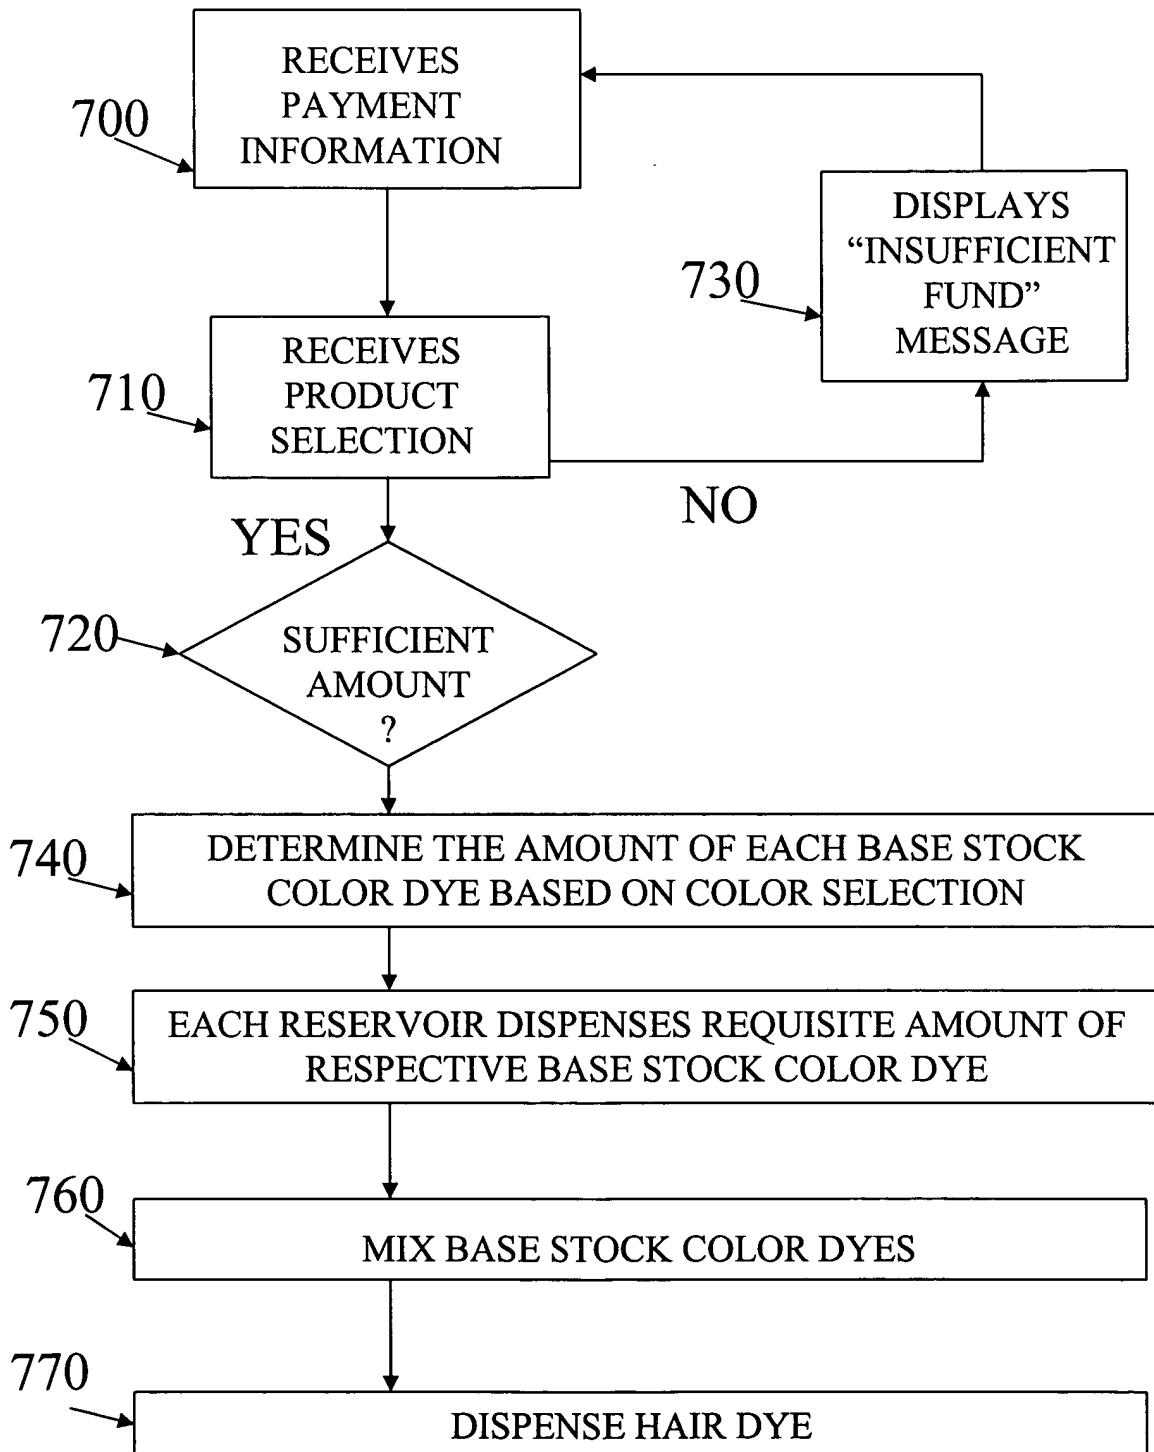 700
RECEIVES
PAYMENT
INFORMATION
730
DISPLAYS
“INSUFFICIENT
FUND”
MESSAGE
710
RECEIVES
PRODUCT
SELECTION
YES
NO
720
SUFFICIENT
AMOUNT
?
740
DETERMINE THE AMOUNT OF EACH BASE STOCK
COLOR DYE BASED ON COLOR SELECTION
750
EACH RESERVOIR DISPENSES REQUISITE AMOUNT OF
RESPECTIVE BASE STOCK COLOR DYE
760
MIX BASE STOCK COLOR DYES
770
DISPENSE HAIR DYE